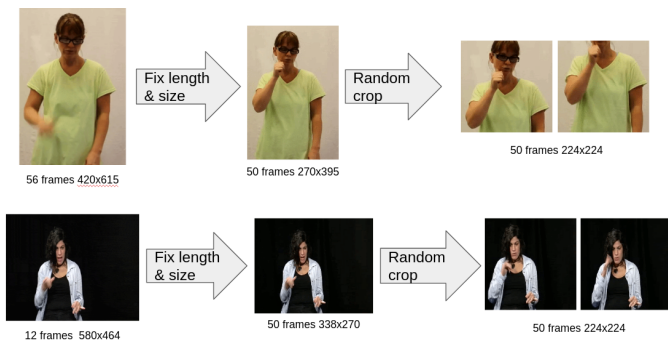 Fix length
& size
Random
crop
56 frames 420x615
50 frames 270x395
50 frames 224x224
Fix length
& size
Random
crop
12 frames  580x464
50 frames 338x270
50 frames 224x224